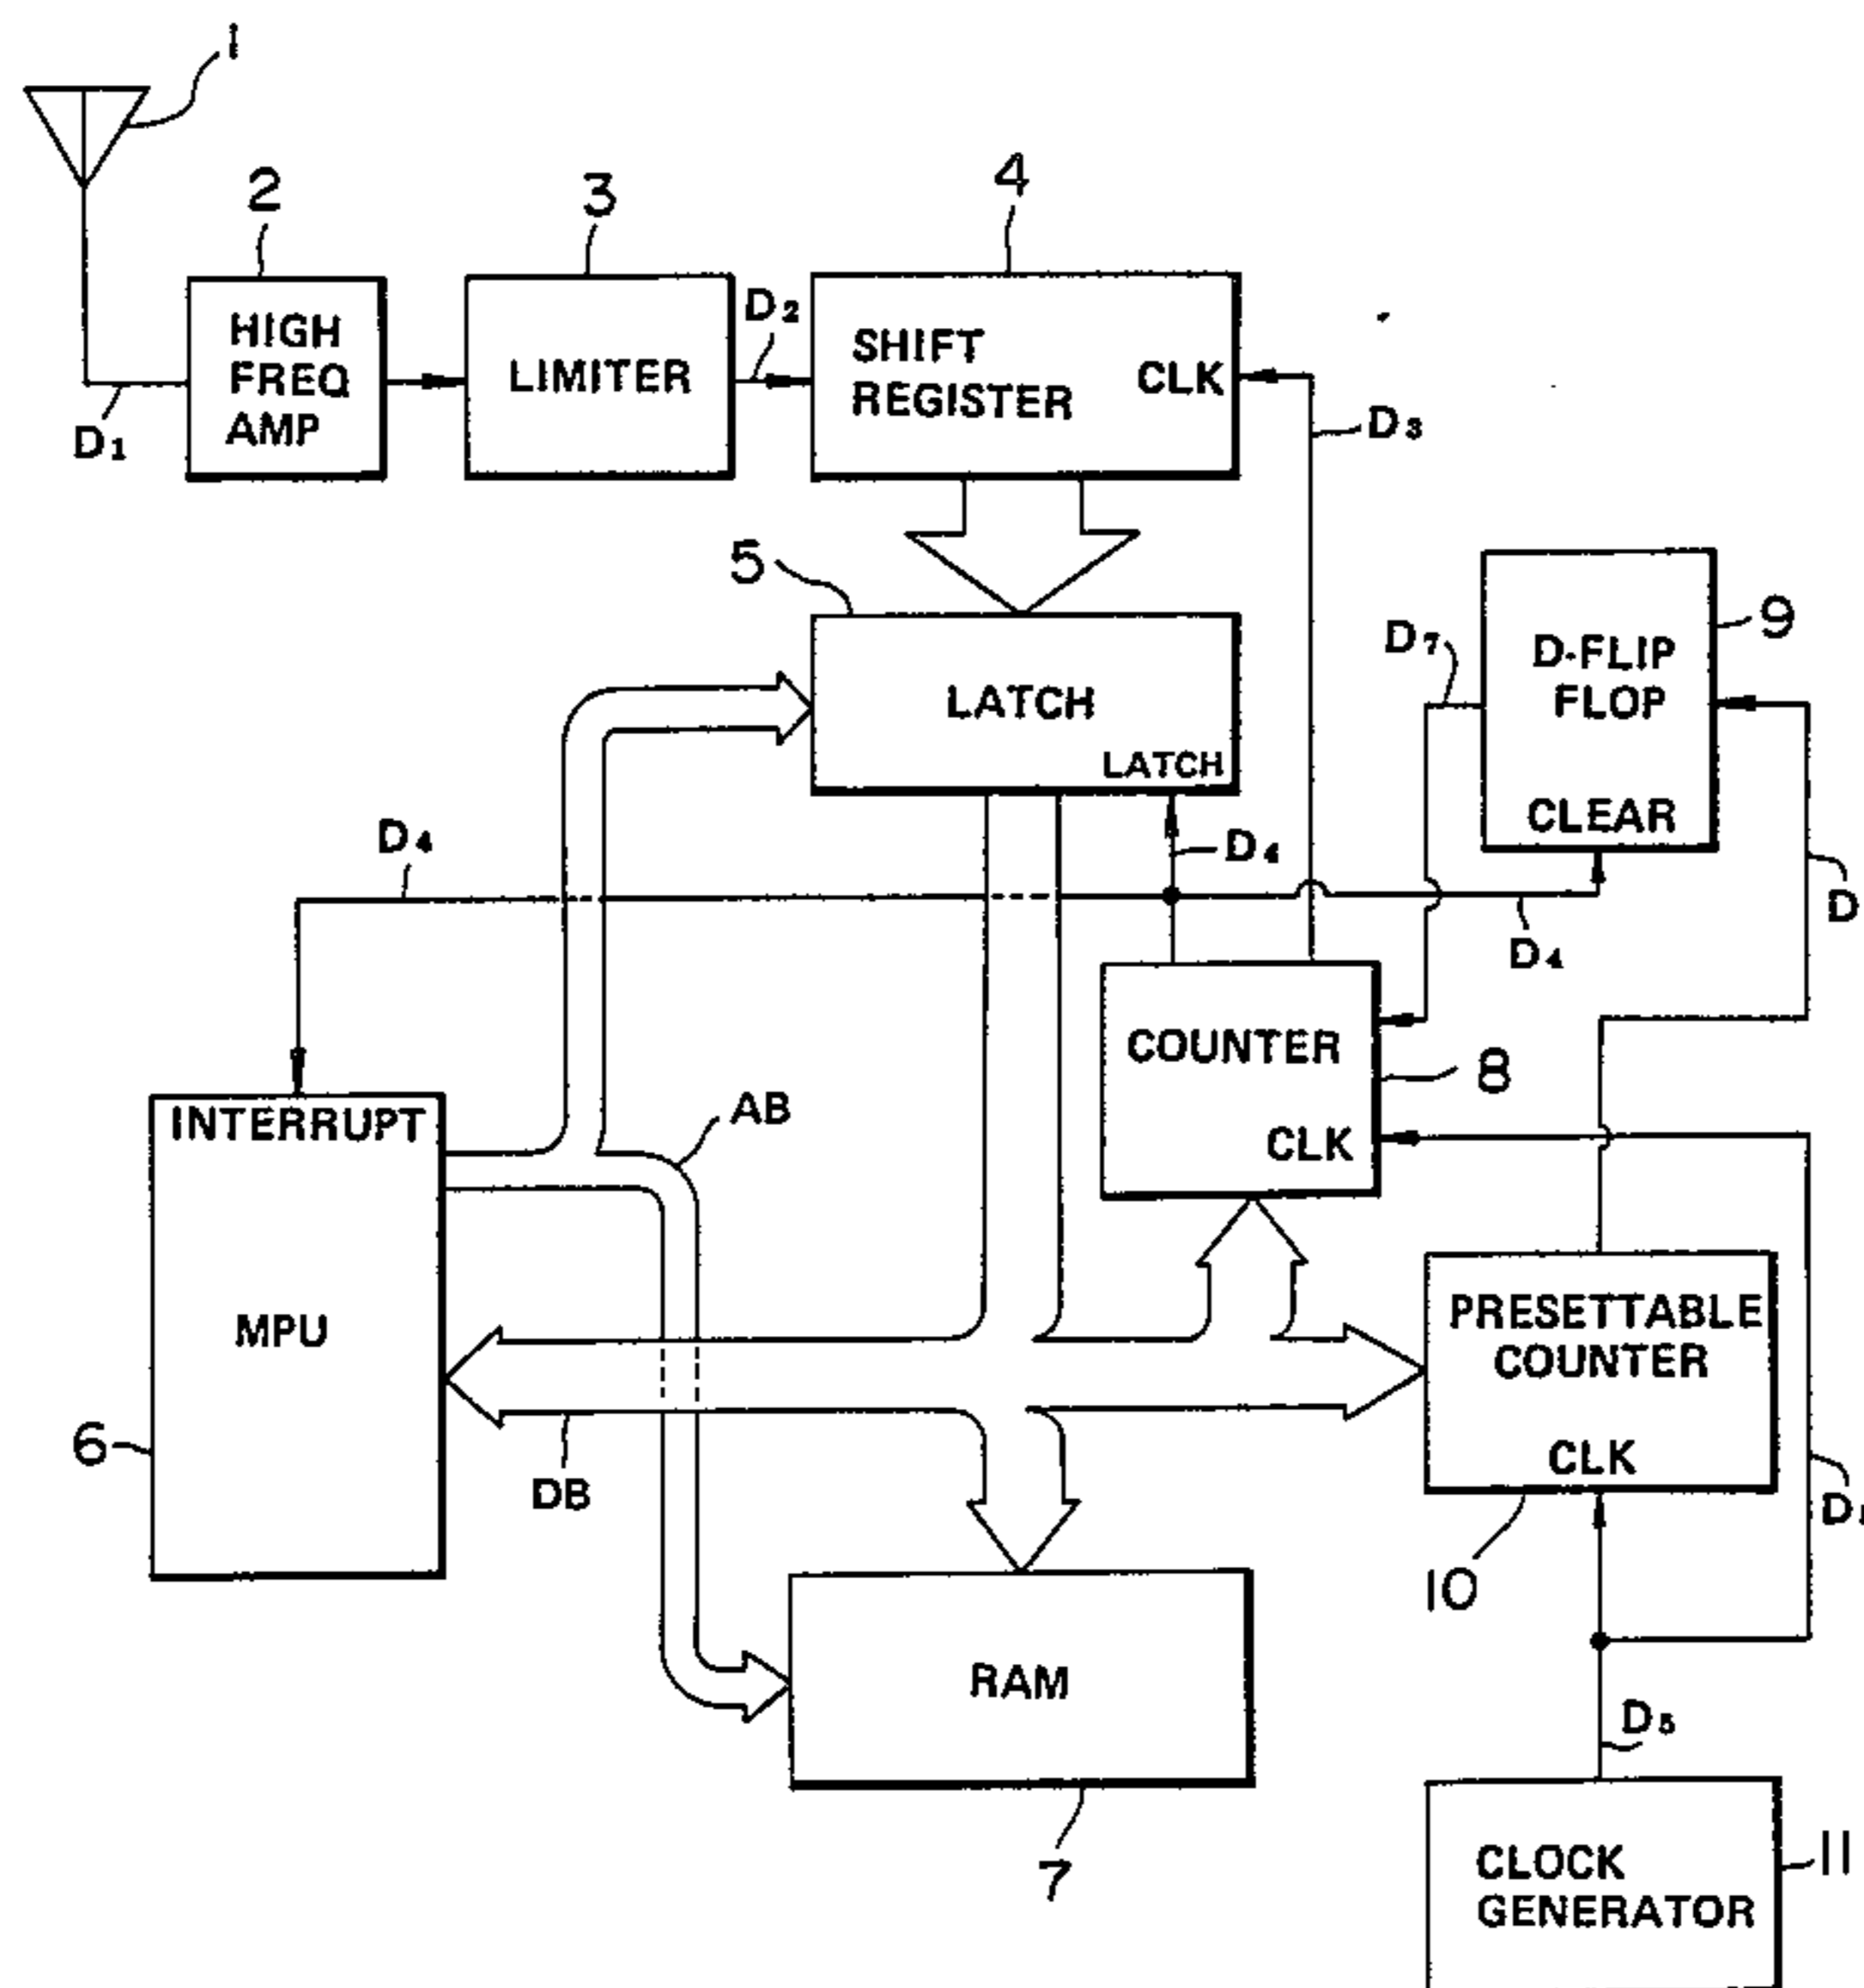 1
2
3
4
HIGH
FREQ
AMP
LIMITER
D2
SHIFT
REGISTER
CLK
D1
D3
5
LATCH
LATCH
D7
D-FLIP
FLOP
9
CLEAR
D4
D4
D
D4
COUNTER
8
CLK
INTERRUPT
AB
MPU
PRESETTABLE
COUNTER
CLK
6
DB
10
D
RAM
D5
7
CLOCK
GENERATOR
11